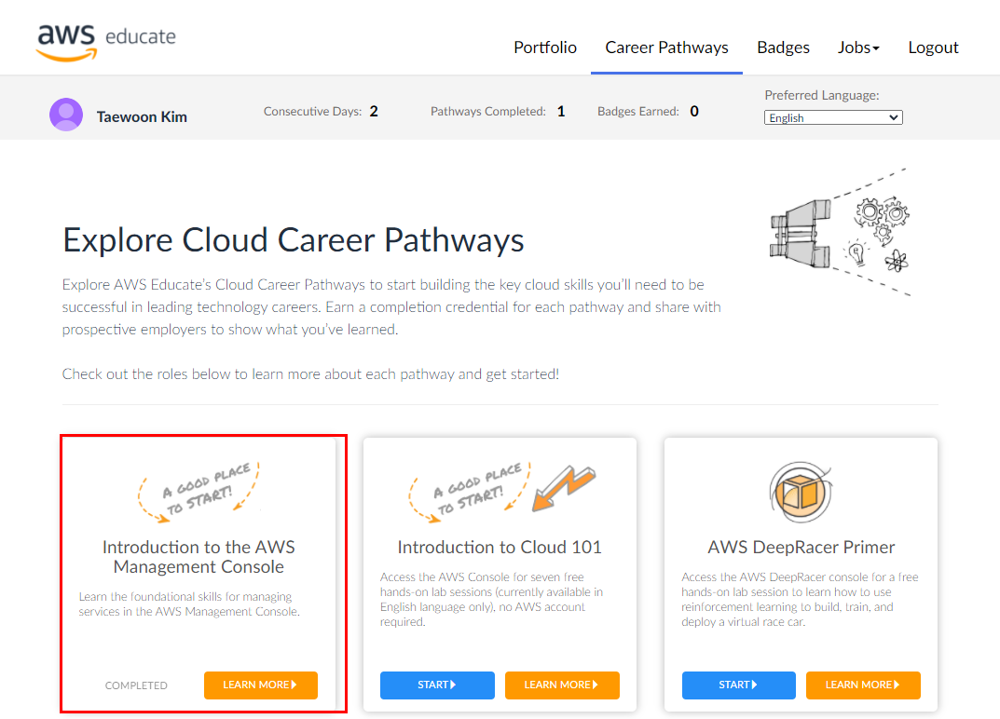 aws educate
Portfolio Career Pathways Badges Jobs Logout
Taewoon Kim
Consecutive Days: 2
Pathways Completed: 1
Badges Earned: 0
Preferred Language:
English
Explore Cloud Career Pathways
Explore AWS Educate's Cloud Career Pathways to start building the key cloud skills you'll need to be
successful in leading technology careers. Earn a completion credential for each pathway and share with
prospective employers to show what you've learned.
Check out the roles below to learn more about each pathway and get started!
A GOOD PLACE
TO START!
Introduction to the AWS
Management Console
Learn the foundational skills for managing
services in the AWS Management Console.
COMPLETED
LEARN MORE
A GOOD PLACE
TO START!
Introduction to Cloud 101
Access the AWS Console for seven free
hands-on lab sessions (currently available in
English language only), no AWS account
required.
START
LEARN MORE
AWS DeepRacer Primer
Access the AWS DeepRacer console for a free
hands-on lab session to learn how to use
reinforcement learning to build, train, and
deploy a virtual race car.
START
LEARN MORE